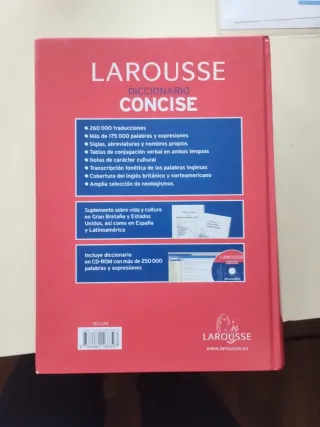 LAROUSSE
DICCIONARIO
CONCISE
• 260 000 traducciones
• Más de 175 000 palabras y expresiones
• Siglas, abreviaturas y nombres propios
• Tablas de conjugación verbal en ambas lenguas
• Notas de carácter cultural
• Transcripción fonética de las palabras inglesas
• Cobertura del inglés británico y norteamericano
• Amplia selección de neologismos
Suplemento sobre vida y cultura
en Gran Bretaña y Estados
Unidos, así como en España y
Latinoamérica
Incluye diccionario
en CD-ROM con más de 250 000
palabras y expresiones
LAROUSSE
www.larousse.es